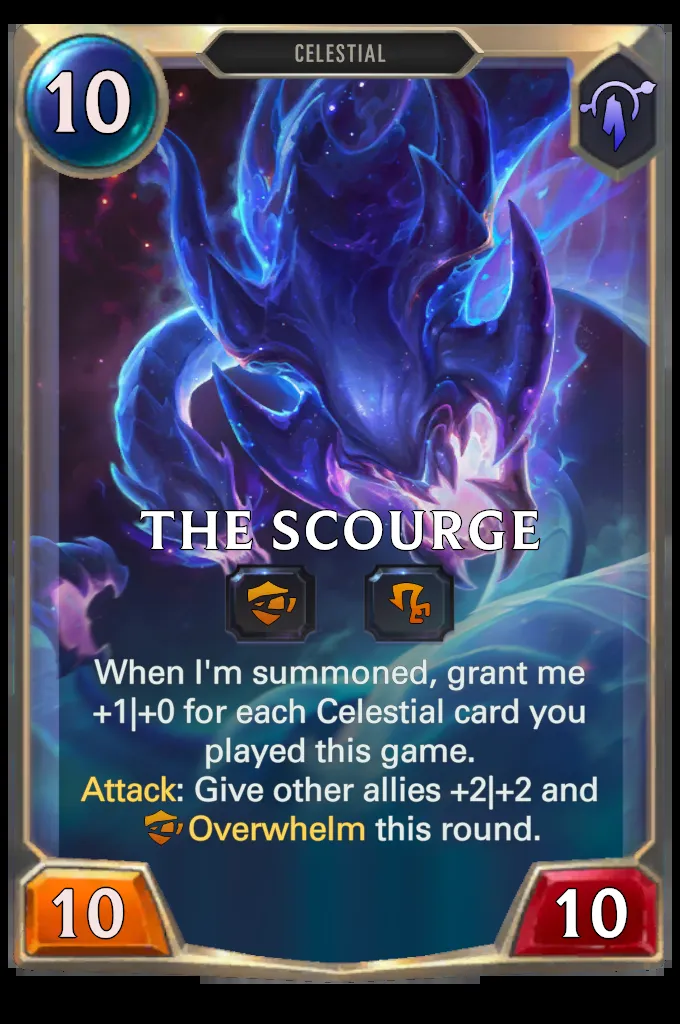 CELESTIAL
10
THE SCOURGE
When I'm summoned, grant me
+1|+0 for each Celestial card you
played this game.
Attack: Give other allies +2|+2 and
Overwhelm this round.
10
10